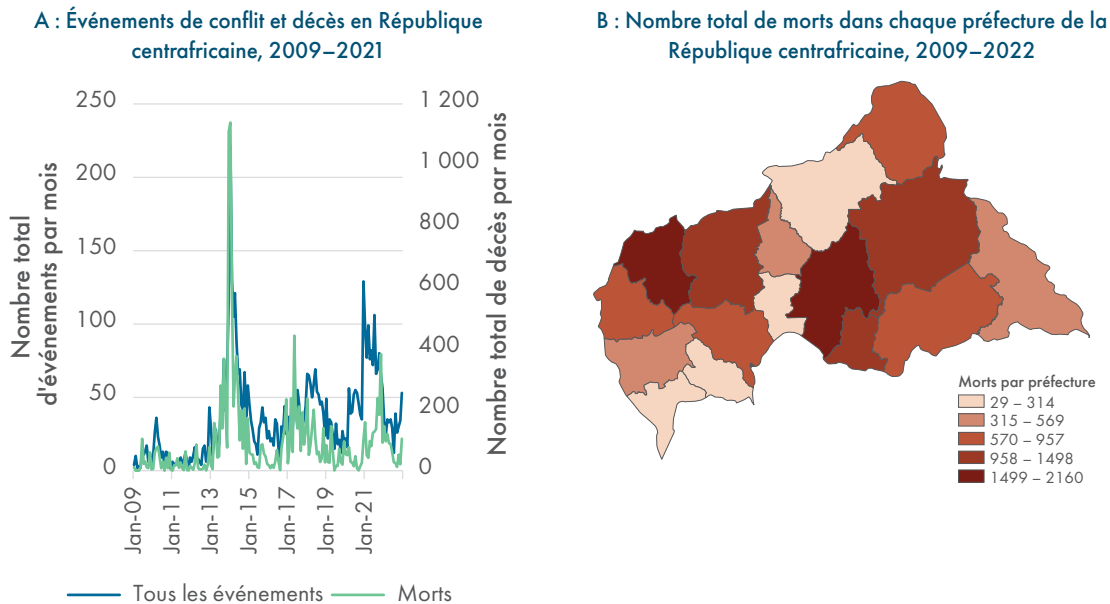 A : Événements de conflit et décès en République
centrafricaine, 2009–2021
250
200
150
100
50
0
1 200
1 000
800
600
400
200
0
Nombre total
d'événements par mois
Nombre total de décès par mois
Jan-09
Jan-11
Jan-13
Jan-15
Jan-17
Jan-19
Jan-21
Tous les événements
Morts
B : Nombre total de morts dans chaque préfecture de la
République centrafricaine, 2009–2022
Morts par préfecture
29 – 314
315 – 569
570 – 957
958 – 1498
1499 – 2160